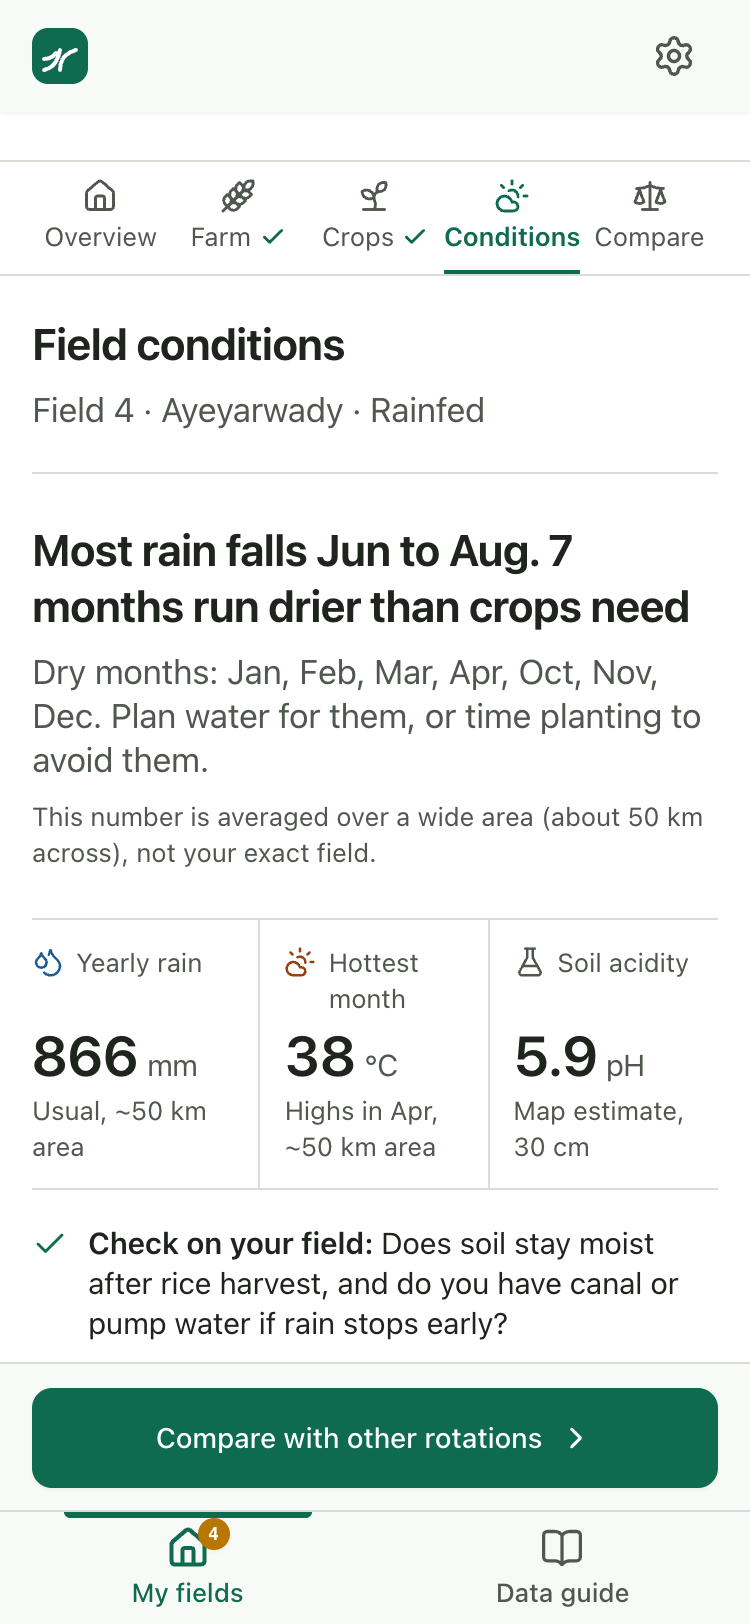 Overview
Farm
Crops
Conditions
Compare
Field conditions
Field 4 · Ayeyarwady · Rainfed
Most rain falls Jun to Aug. 7
months run drier than crops need
Dry months: Jan, Feb, Mar, Apr, Oct, Nov,
Dec. Plan water for them, or time planting to
avoid them.
This number is averaged over a wide area (about 50 km
across), not your exact field.
Yearly rain
866 mm
Usual, ~50 km
area
Hottest
month
38 °C
Highs in Apr,
~50 km area
Soil acidity
5.9 pH
Map estimate,
30 cm
Check on your field: Does soil stay moist
after rice harvest, and do you have canal or
pump water if rain stops early?
Compare with other rotations
4
My fields
Data guide